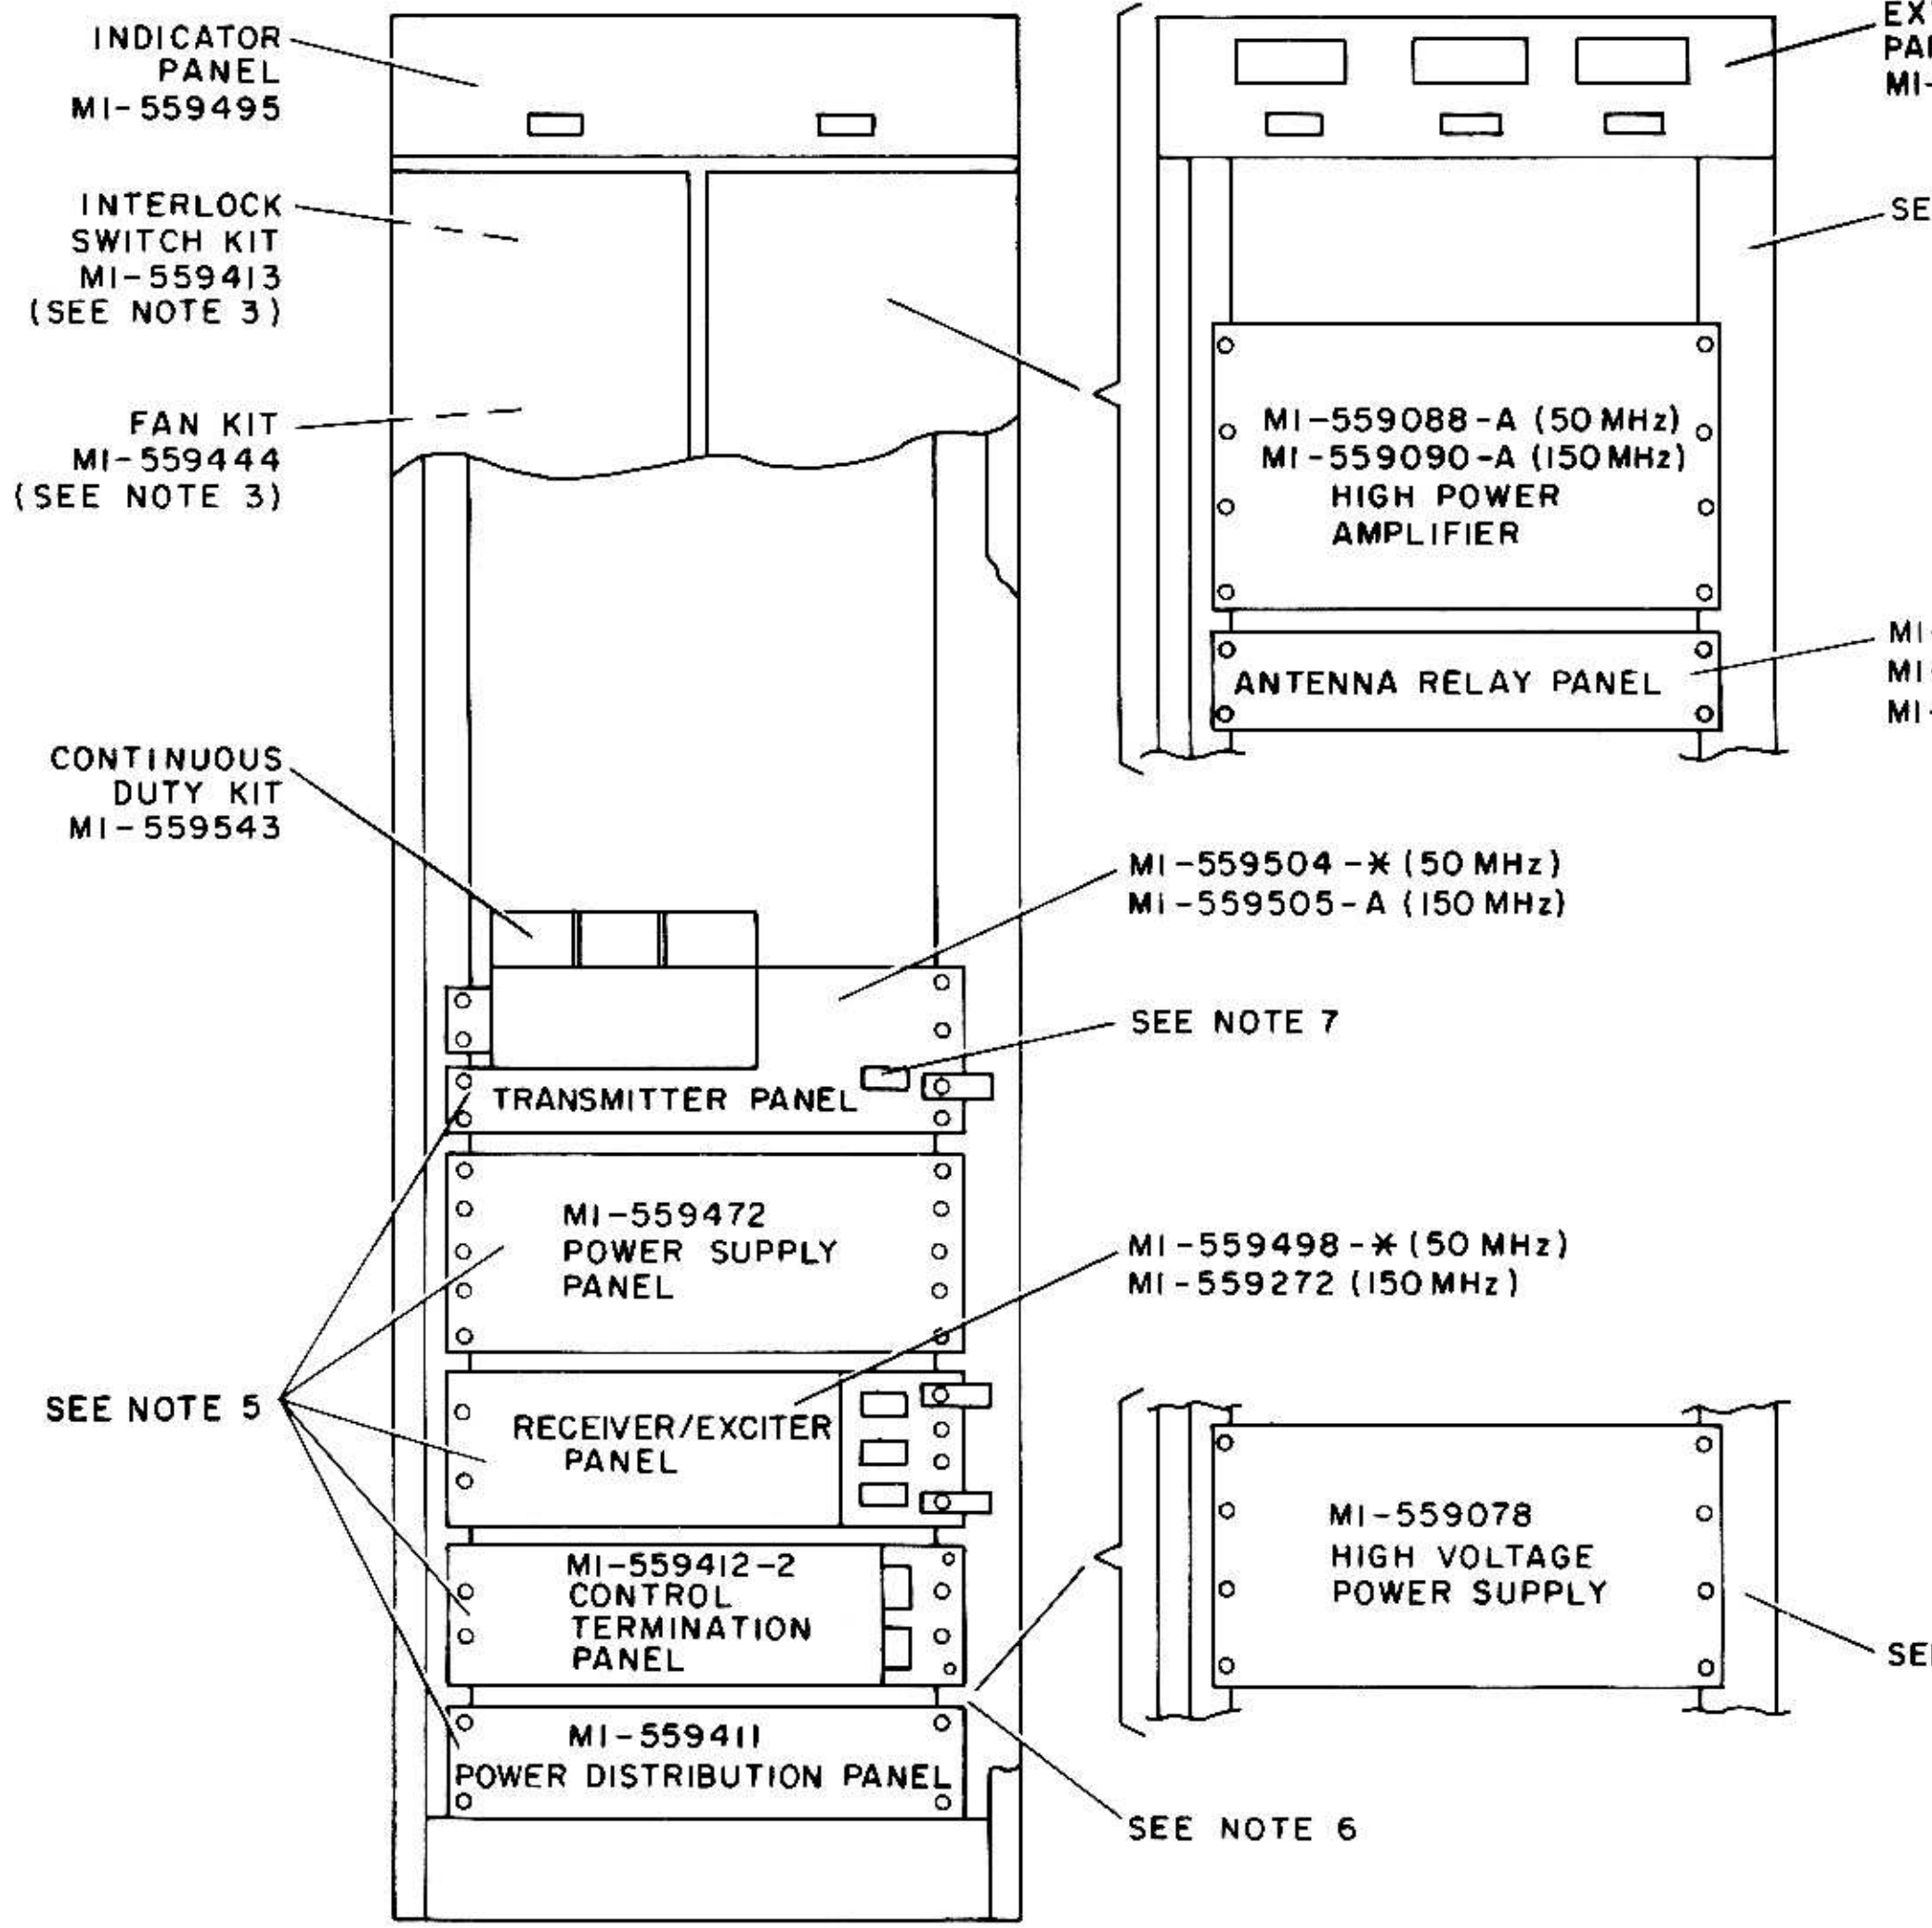 INDICATOR
PANEL
MI-559495
INTERLOCK
SWITCH KIT
MI-559413
(SEE NOTE 3)
FAN KIT
MI-559444
(SEE NOTE 3)
CONTINUOUS
DUTY KIT
MI-559543
SEE NOTE 5
TRANSMITTER PANEL
MI-559472
POWER SUPPLY
PANEL
RECEIVER/EXCITER
PANEL
MI-559412-2
CONTROL
TERMINATION
PANEL
MI-559411
POWER DISTRIBUTION PANEL
MI-559088-A (50 MHz)
MI-559090-A (150 MHz)
HIGH POWER
AMPLIFIER
ANTENNA RELAY PANEL
MI-559504-* (50 MHz)
MI-559505-A (150 MHz)
SEE NOTE 7
MI-559498-* (50 MHz)
MI-559272 (150 MHz)
MI-559078
HIGH VOLTAGE
POWER SUPPLY
SEE NOTE 6
MI-
MI-
MI-
MI-